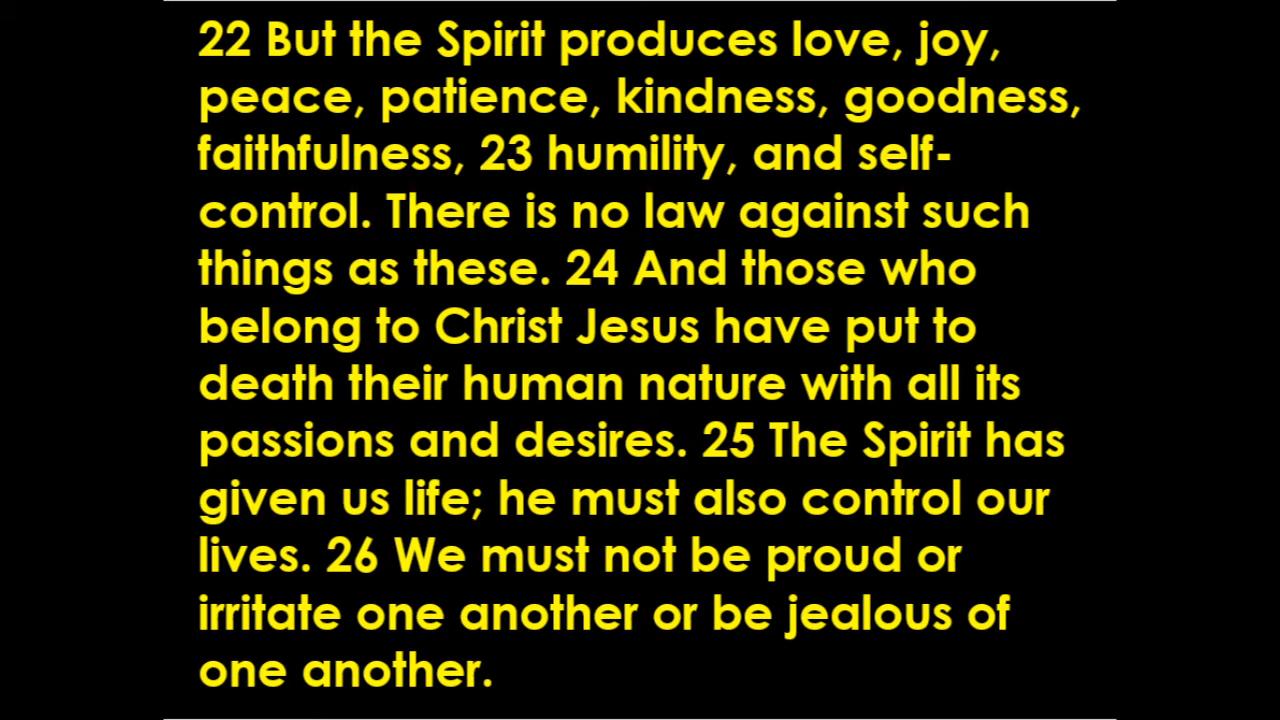 22 But the Spirit produces love, joy,
peace, patience, kindness, goodness,
faithfulness, 23 humility, and self-
control. There is no law against such
things as these. 24 And those who
belong to Christ Jesus have put to
death their human nature with all its
passions and desires. 25 The Spirit has
given us life; he must also control our
lives. 26 We must not be proud or
irritate one another or be jealous of
one another.